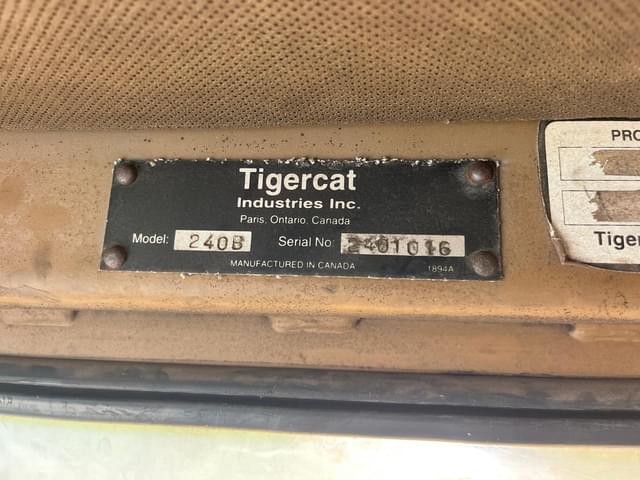 Tigercat
Industries Inc.
Paris, Ontario, Canada
Model: 240B Serial No: 2401016
MANUFACTURED IN CANADA 1894A
PRO
Tiger